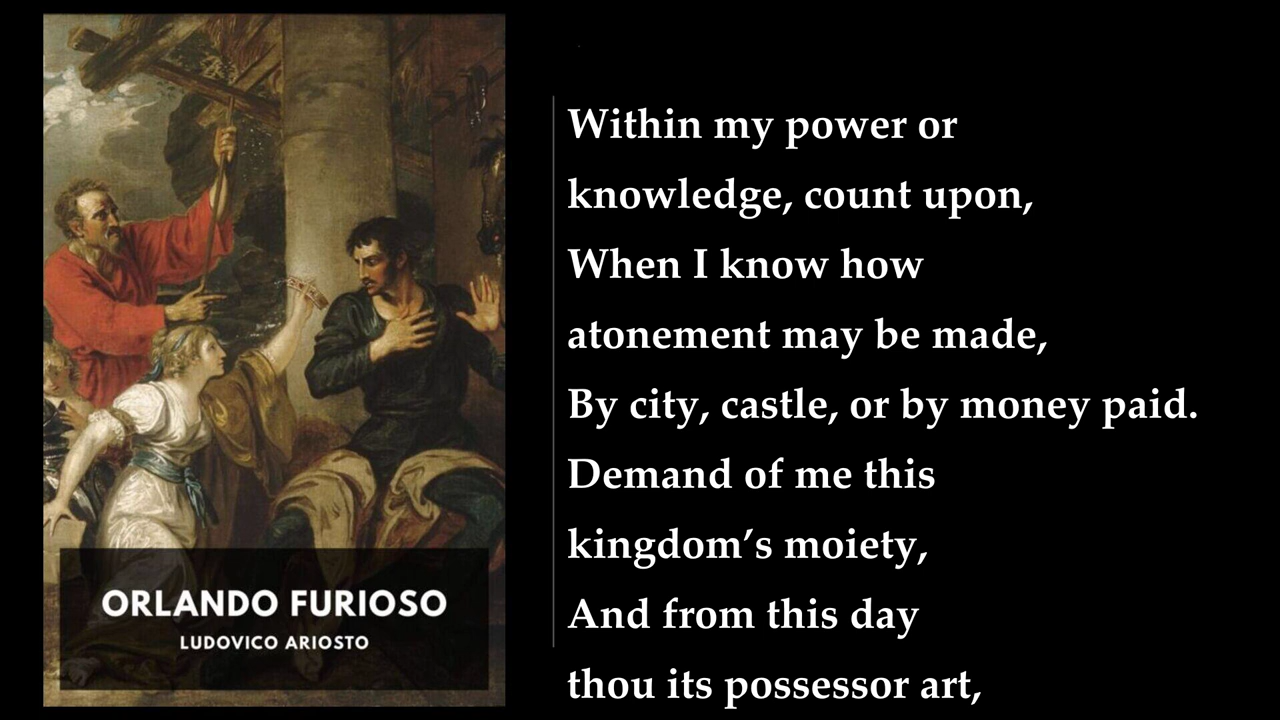 ORLANDO FURIOSO
LUDOVICO ARIOSTO
Within my power or
knowledge, count upon,
When I know how
atonement may be made,
By city, castle, or by money paid.
Demand of me this
kingdom’s moiety,
And from this day
thou its possessor art,